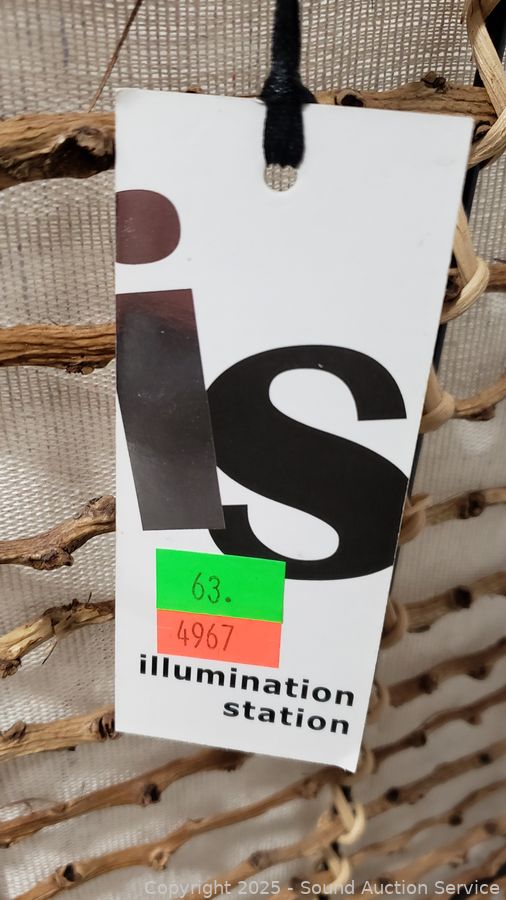 is
63.
4967
illumination
station
Copyright 2025 - Sound Auction Service